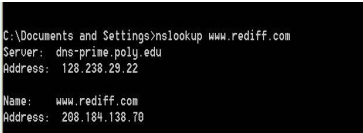 C:\Documents and Settings>nslookup www.rediff.com
Server:  dns-prime.poly.edu
Address:  128.238.29.22
Name:    www.rediff.com
Address:  208.184.138.70